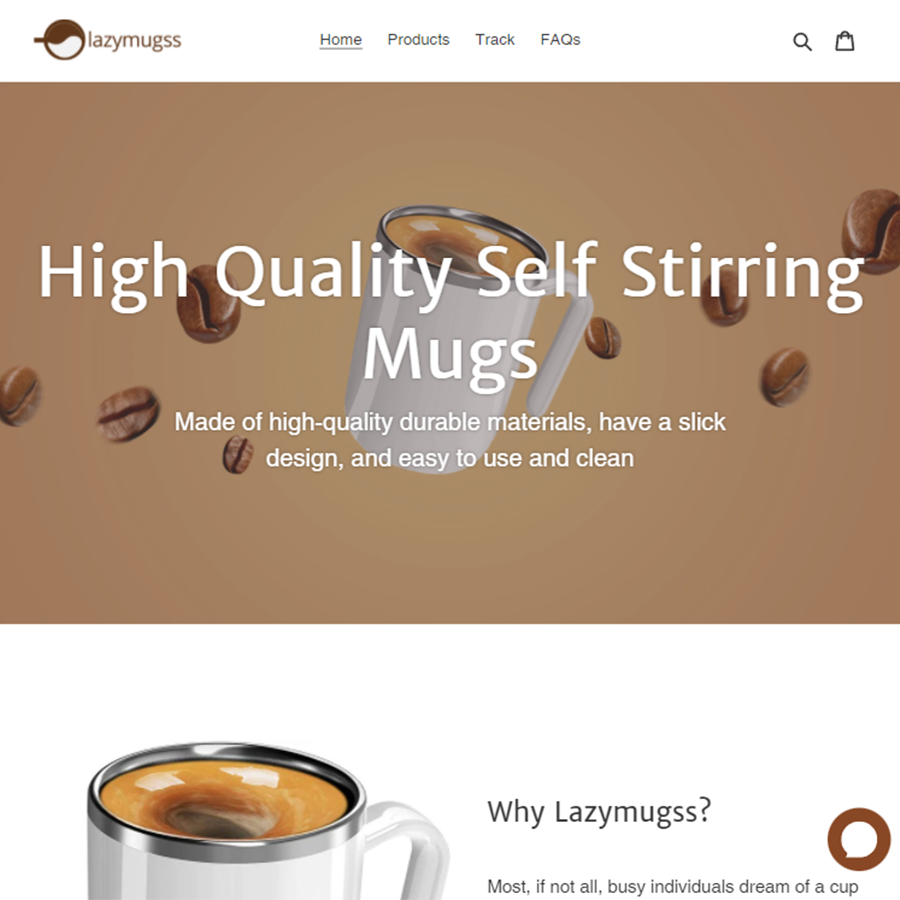 lazymugss
Home Products Track FAQs
High Quality Self Stirring
Mugs
Made of high-quality durable materials, have a slick
design, and easy to use and clean
Why Lazymugss?
Most, if not all, busy individuals dream of a cup